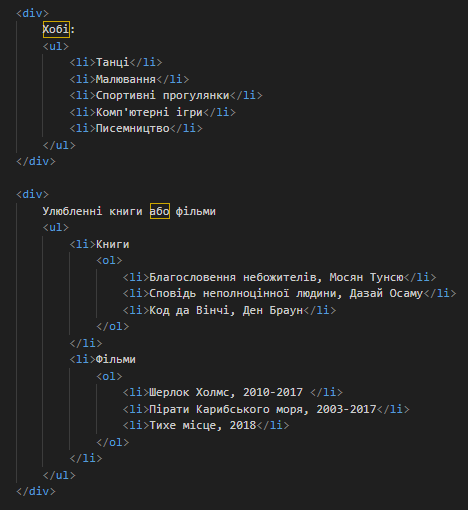 <div>
Хобі:
<ul>
<li>Танці</li>
<li>Малювання</li>
<li>Спортивні прогулянки</li>
<li>Комп'ютерні ігри</li>
<li>Писемництво</li>
</ul>
</div>
<div>
Улюбленні книги або фільми
<ul>
<li>Книги
<ol>
<li>Благословення небожителів, Мосян Тунсю</li>
<li>Сповідь неполноцінної людини, Дазай Осаму</li>
<li>Код да Вінчі, Ден Браун</li>
</ol>
</li>
<li>Фільми
<ol>
<li>Шерлок Холмс, 2010-2017 </li>
<li>Пірати Карибського моря, 2003-2017</li>
<li>Тихе місце, 2018</li>
</ol>
</li>
</ul>
</div>